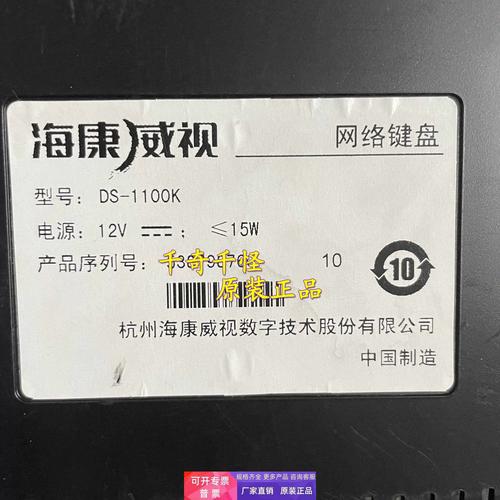 海康威视
网络键盘
型号: DS-1100K
电源: 12V ⎓; ≤15W
产品序列号: 10
千奇千怪
原装正品
10
杭州海康威视数字技术股份有限公司
中国制造
可开专票
普票
规格齐全 更多产品 请咨询客服
厂家直销 原装正品